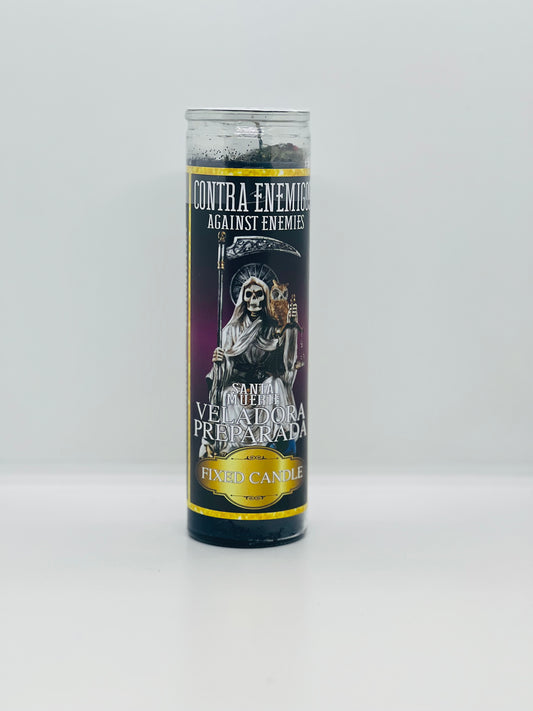 CONTRA ENEMIGOS
AGAINST ENEMIES
SANTA
MUERTE
VELADORA
PREPARADA
FIXED CANDLE